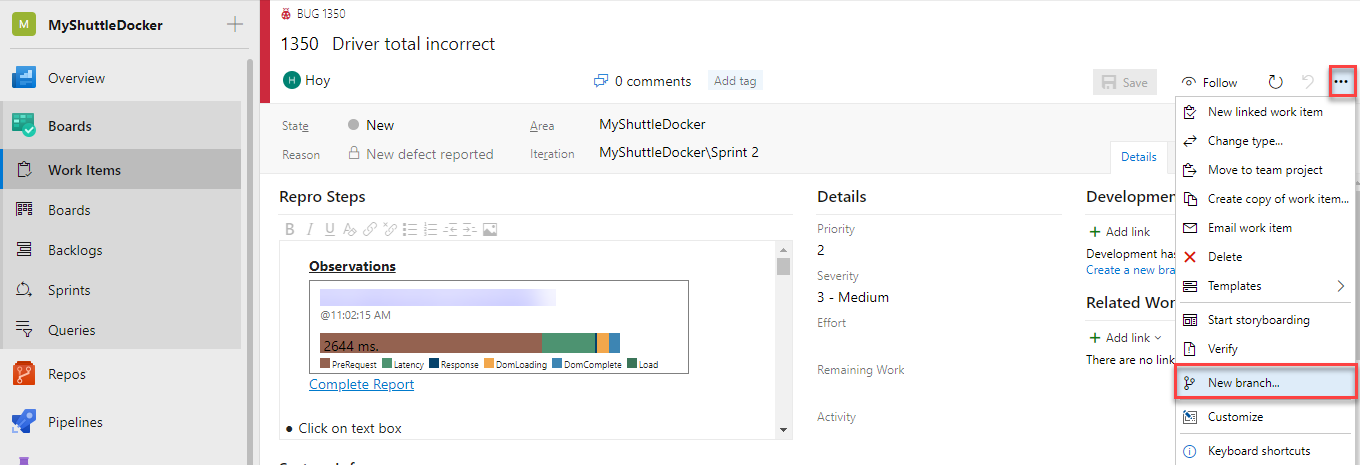 M MyShuttleDocker
Overview
Boards
Work Items
Boards
Backlogs
Sprints
Queries
Repos
Pipelines
BUG 1350
1350 Driver total incorrect
H Hoy
0 comments
Add tag
Save
Follow
State New
Reason New defect reported
Area MyShuttleDocker
Iteration MyShuttleDocker\Sprint 2
Details
Repro Steps
B I U
Observations
@11:02:15 AM
2644 ms.
PreRequest Latency Response DomLoading DomComplete Load
Complete Report
• Click on text box
Details
Priority
2
Severity
3 - Medium
Effort
Remaining Work
Activity
Developmen
+ Add link
Development has
Create a new bra
Related Wor
+ Add link
There are no link
New linked work item
Change type...
Move to team project
Create copy of work item...
Email work item
Delete
Templates
Start storyboarding
Verify
New branch...
Customize
Keyboard shortcuts